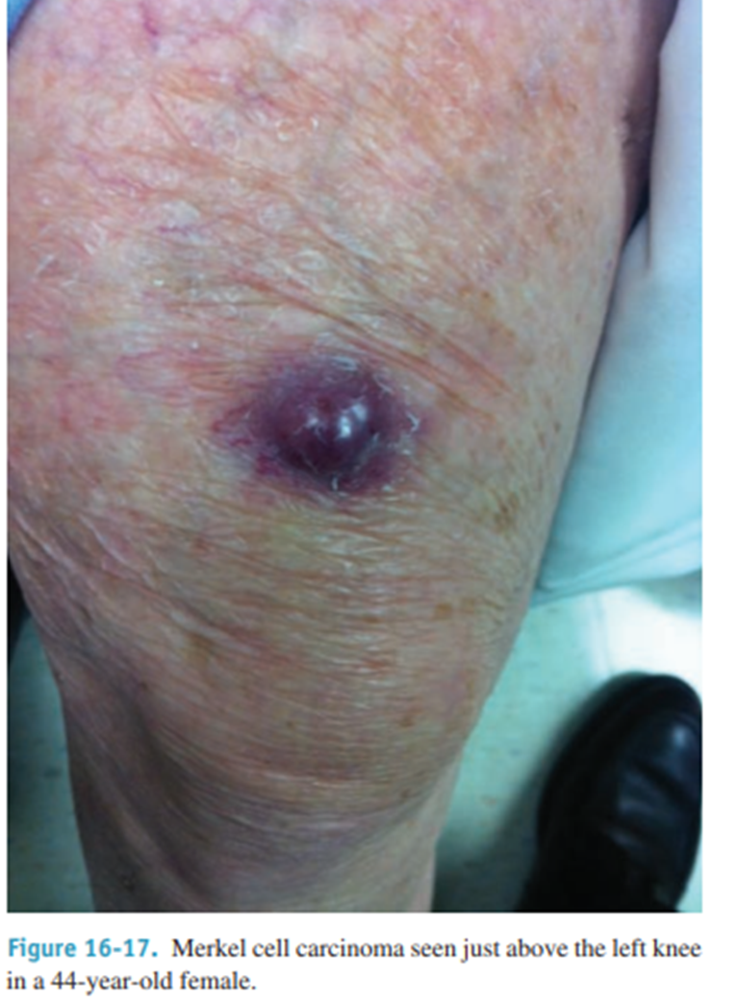 Figure 16-17. Merkel cell carcinoma seen just above the left knee
in a 44-year-old female.